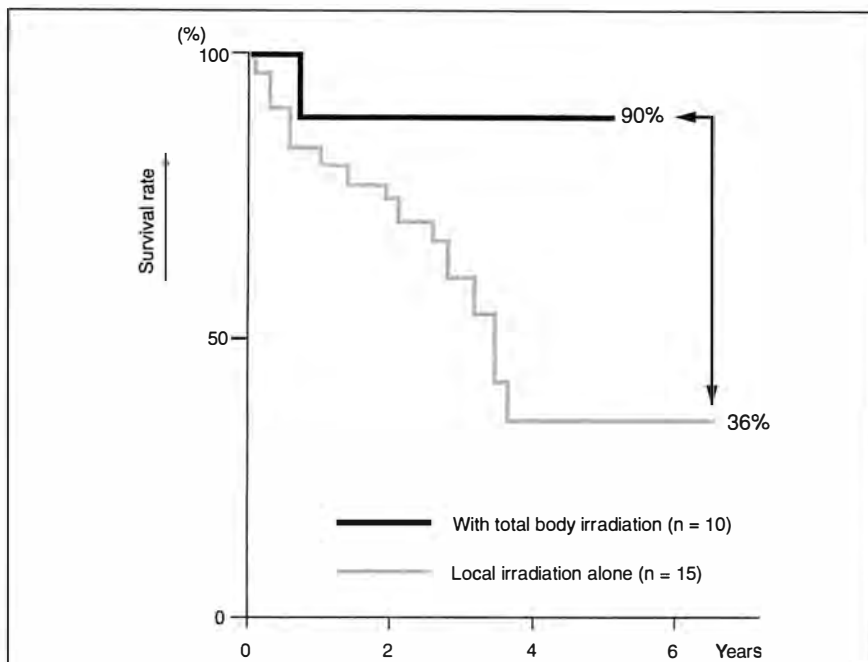 (%)
100
90%
Survival rate
50
36%
With total body irradiation (n = 10)
Local irradiation alone (n = 15)
0
0 2 4 6 Years